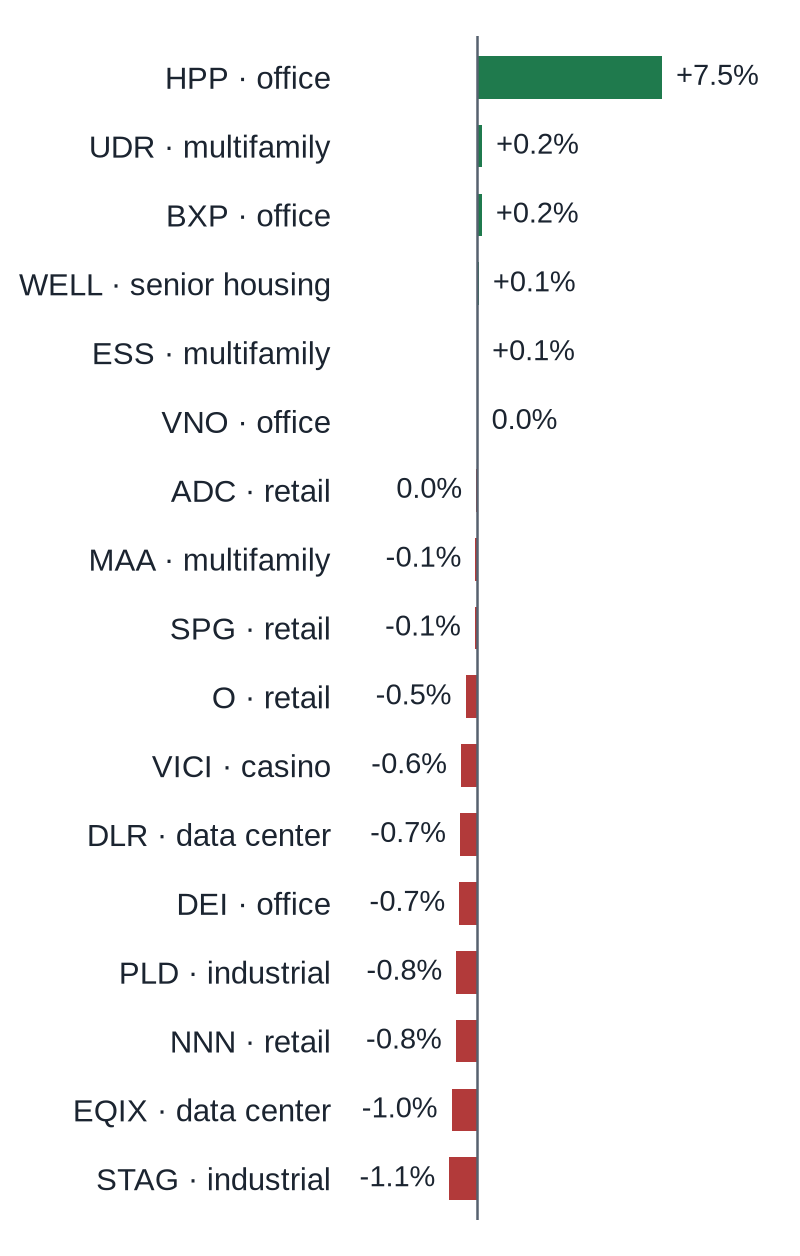 HPP · office +7.5%
UDR · multifamily +0.2%
BXP · office +0.2%
WELL · senior housing +0.1%
ESS · multifamily +0.1%
VNO · office 0.0%
ADC · retail 0.0%
MAA · multifamily -0.1%
SPG · retail -0.1%
O · retail -0.5%
VICI · casino -0.6%
DLR · data center -0.7%
DEI · office -0.7%
PLD · industrial -0.8%
NNN · retail -0.8%
EQIX · data center -1.0%
STAG · industrial -1.1%